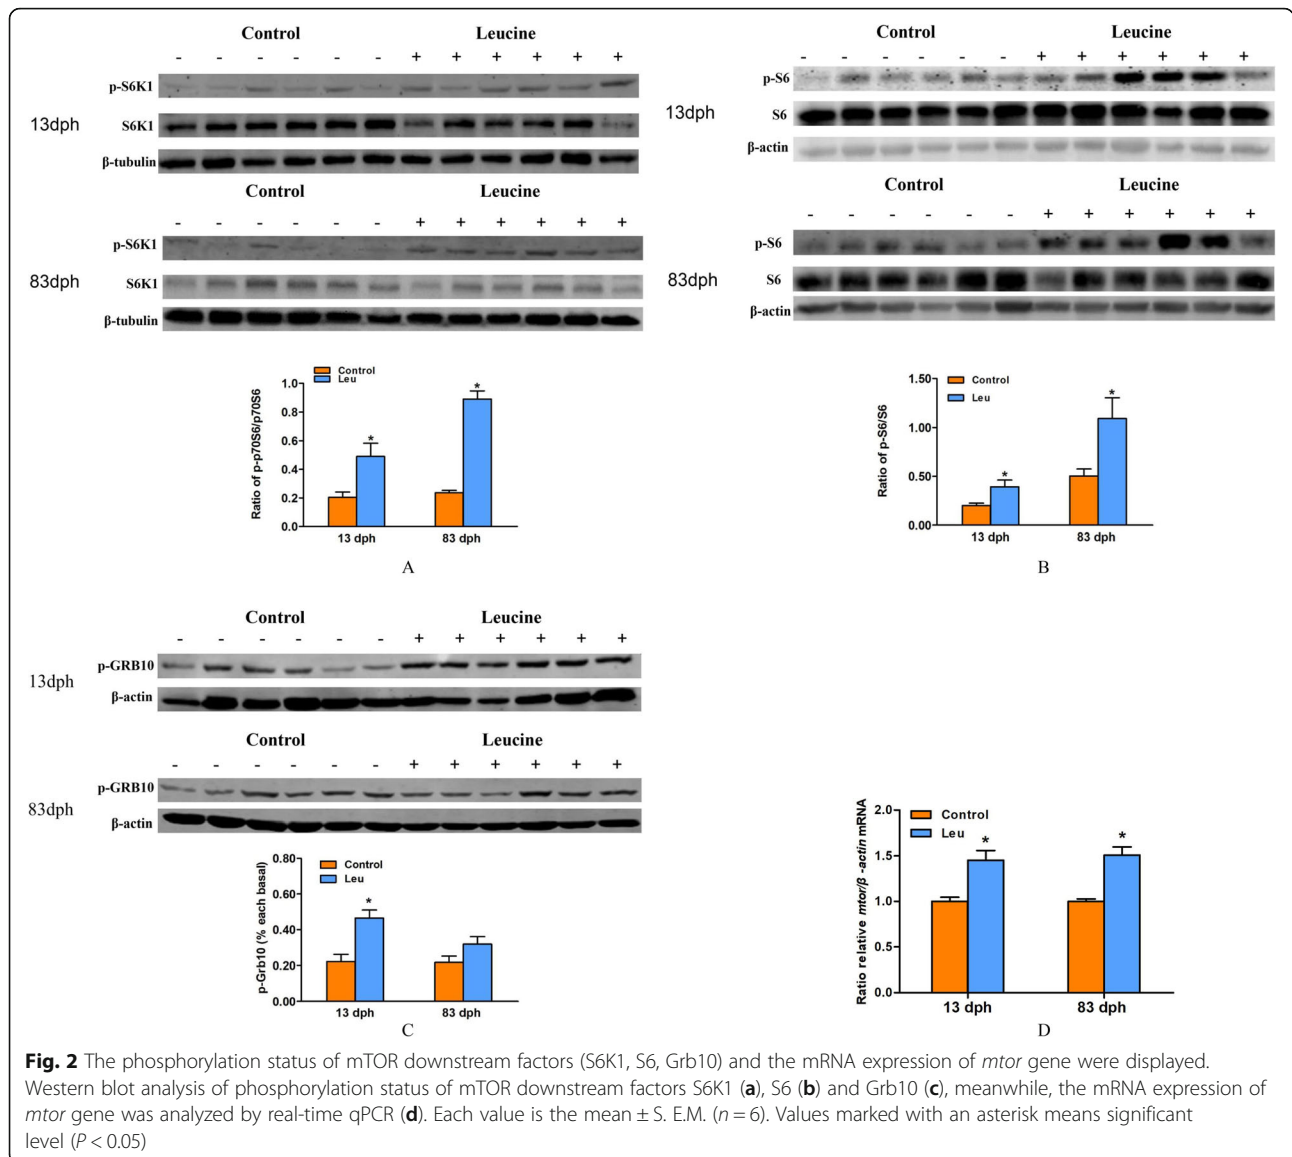 Control Leucine
- - - - - - + + + + + +
p-S6K1
13dph
S6K1
β-tubulin
Control Leucine
- - - - - - + + + + + +
p-S6K1
83dph
S6K1
β-tubulin
Control
Leu
Ratio of p-p70S6/p70S6
1.0
0.8
0.6
0.4
0.2
0.0
*
*
13 dph 83 dph
A
Control Leucine
- - - - - - + + + + + +
p-S6
13dph
S6
β-actin
Control Leucine
- - - - - - + + + + + +
p-S6
83dph
S6
β-actin
Control
Leu
Ratio of p-S6/S6
1.50
1.00
0.50
0.00
*
*
13 dph 83 dph
B
Control Leucine
- - - - - - + + + + + +
p-GRB10
13dph
β-actin
Control Leucine
- - - - - - + + + + + +
p-GRB10
83dph
β-actin
Control
Leu
p-Grb10 (% each basal)
0.80
0.60
0.40
0.20
0.00
*
13 dph 83 dph
C
Control
Leu
Ratio relative mtor/β -actin mRNA
2.0
1.5
1.0
0.5
0.0
*
*
13 dph 83 dph
D
Fig. 2 The phosphorylation status of mTOR downstream factors (S6K1, S6, Grb10) and the mRNA expression of mtor gene were displayed.
Western blot analysis of phosphorylation status of mTOR downstream factors S6K1 (a), S6 (b) and Grb10 (c), meanwhile, the mRNA expression of
mtor gene was analyzed by real-time qPCR (d). Each value is the mean ± S. E.M. (n = 6). Values marked with an asterisk means significant
level (P < 0.05)